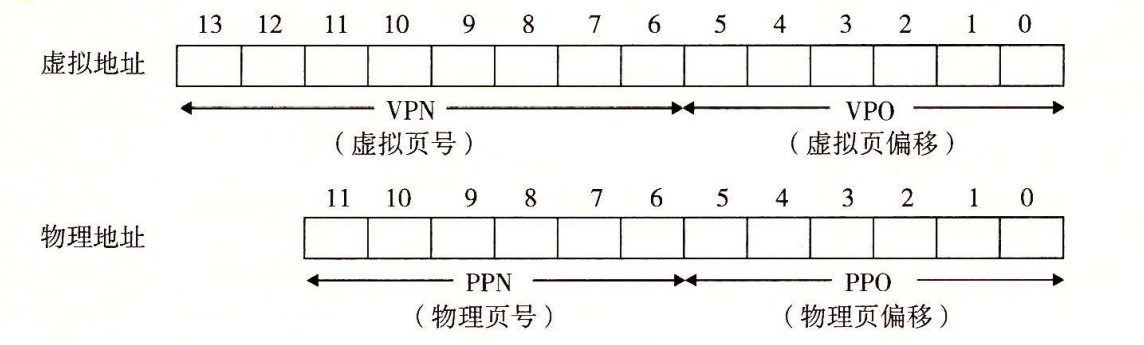 13 12 11 10 9 8 7 6 5 4 3 2 1 0
虚拟地址
VPN VPO
（虚拟页号） （虚拟页偏移）
11 10 9 8 7 6 5 4 3 2 1 0
物理地址
PPN PPO
（物理页号） （物理页偏移）